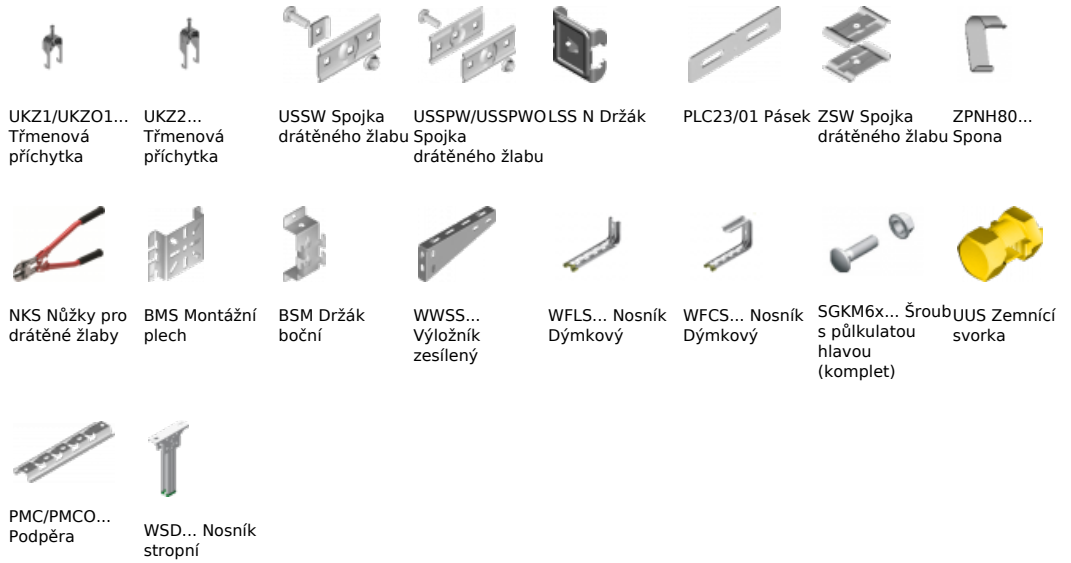 UKZ1/UKZO1...
Třmenová
příchytka
UKZ2...
Třmenová
příchytka
USSW Spojka
drátěného žlabu
USSPW/USSPWO
Spojka
drátěného žlabu
LSS N Držák
PLC23/01 Pásek
ZSW Spojka
drátěného žlabu
ZPNH80...
Spona
NKS Nůžky pro
drátěné žlaby
BMS Montážní
plech
BSM Držák
boční
WWSS...
Výložník
zesílený
WFLS... Nosník
Dýmkový
WFCS... Nosník
Dýmkový
SGKM6x... Šroub
s půlkulatou
hlavou
(komplet)
UUS Zemnící
svorka
PMC/PMCO...
Podpěra
WSD... Nosník
stropní